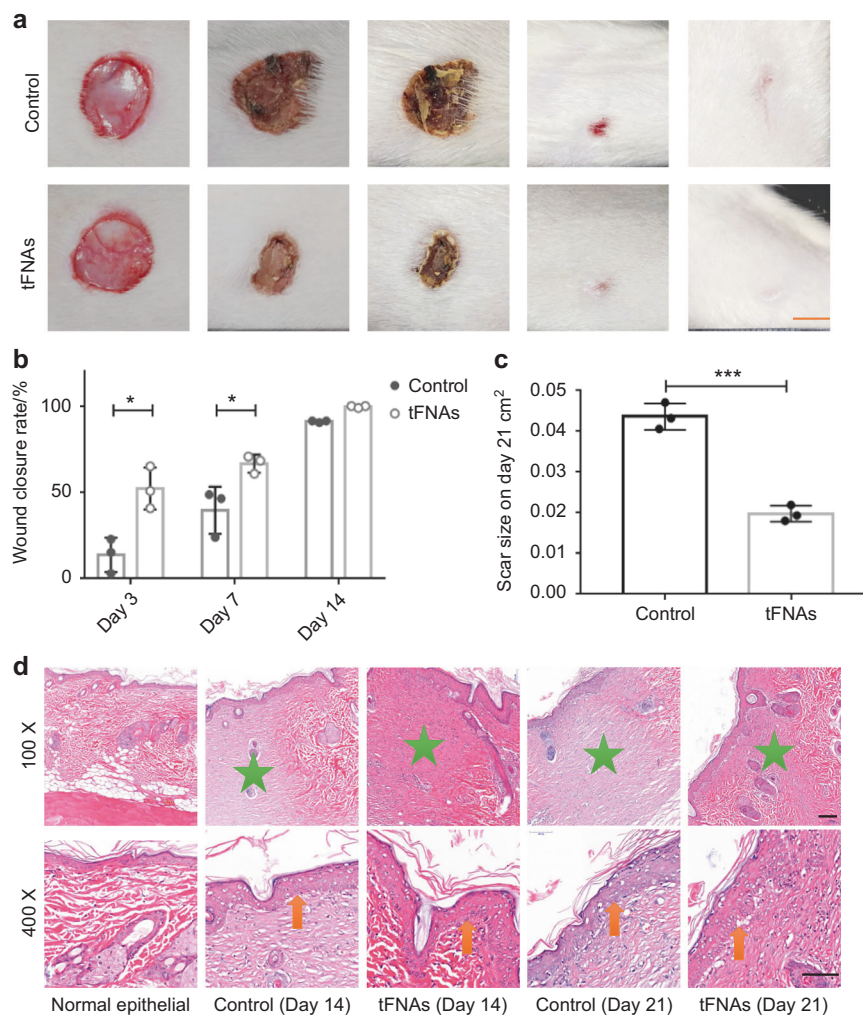 a
Control
tFNAs
b
Wound closure rate/%
100
50
0
*
*
Control
tFNAs
Day 3
Day 7
Day 14
c
Scar size on day 21 cm²
0.05
0.04
0.03
0.02
0.01
0.00
***
Control
tFNAs
d
100 X
400 X
Normal epithelial
Control (Day 14)
tFNAs (Day 14)
Control (Day 21)
tFNAs (Day 21)